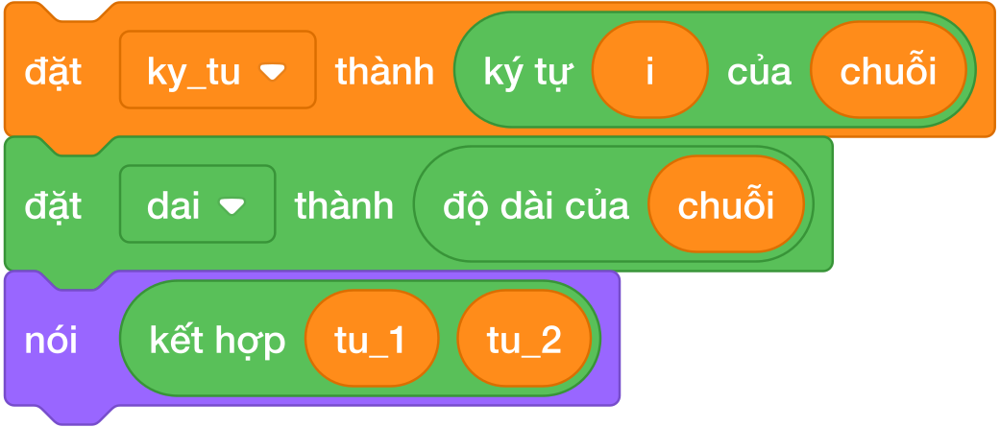 đặt ky_tu thành ký tự i của chuỗi
đặt dai thành độ dài của chuỗi
nói kết hợp tu_1 tu_2